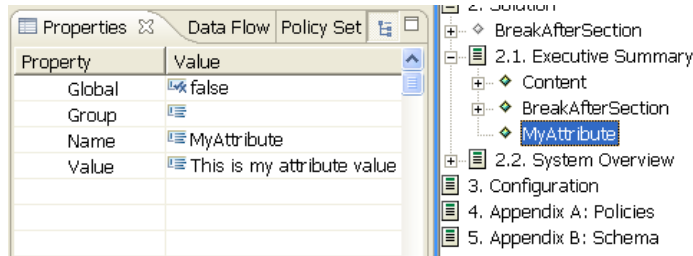 Properties Data Flow Policy Set
Property Value
Global false
Group
Name MyAttribute
Value This is my attribute value
2. Solution
BreakAfterSection
2.1. Executive Summary
Content
BreakAfterSection
MyAttribute
2.2. System Overview
3. Configuration
4. Appendix A: Policies
5. Appendix B: Schema